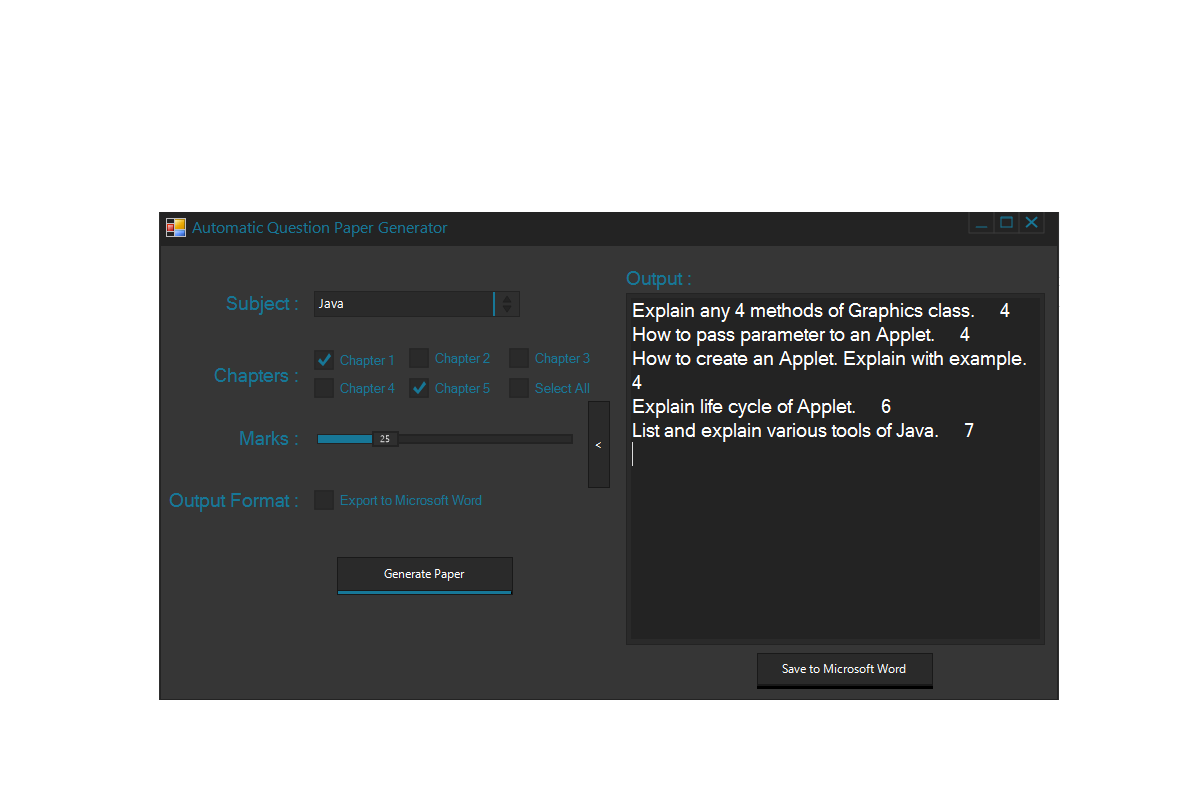 Automatic Question Paper Generator
Subject :
Java
Chapters :
Chapter 1
Chapter 2
Chapter 3
Chapter 4
Chapter 5
Select All
Marks :
25
Output Format :
Export to Microsoft Word
Generate Paper
<
Output :
Explain any 4 methods of Graphics class. 4
How to pass parameter to an Applet. 4
How to create an Applet. Explain with example.
4
Explain life cycle of Applet. 6
List and explain various tools of Java. 7
Save to Microsoft Word